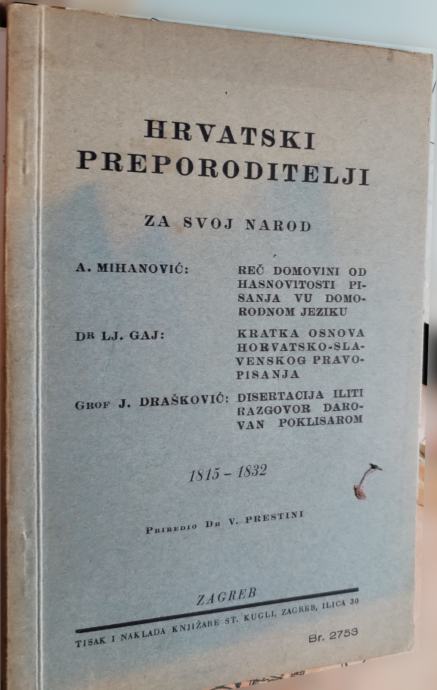 HRVATSKI
PREPORODITELJI
ZA SVOJ NAROD
A. MIHANOVIĆ: REČ DOMOVINI OD
HASNOVITOSTI PI-
SANJA VU DOMO-
RODNOM JEZIKU
DR LJ. GAJ: KRATKA OSNOVA
HORVATSKO-SLA-
VENSKOG PRAVO-
PISANJA
GROF J. DRAŠKOVIĆ: DISERTACIJA ILITI
RAZGOVOR DARO-
VAN POKLISAROM
1815 – 1832
PRIREDIO DR V. PRESTINI
ZAGREB
TISAK I NAKLADA KNJIŽARE ST. KUGLI, ZAGREB, ILICA 30
Br. 2753